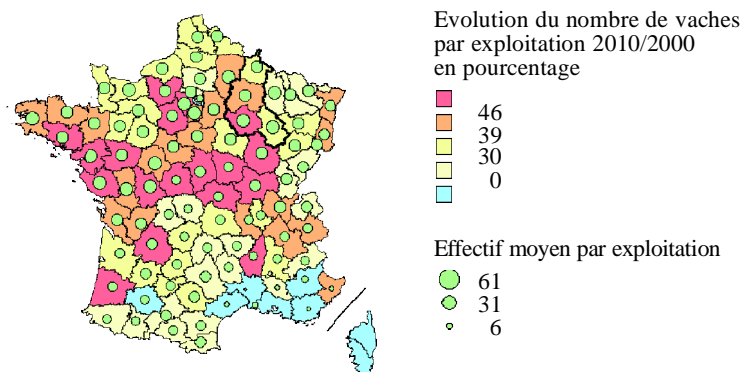 Evolution du nombre de vaches
par exploitation 2010/2000
en pourcentage
46
39
30
0
Effectif moyen par exploitation
61
31
6